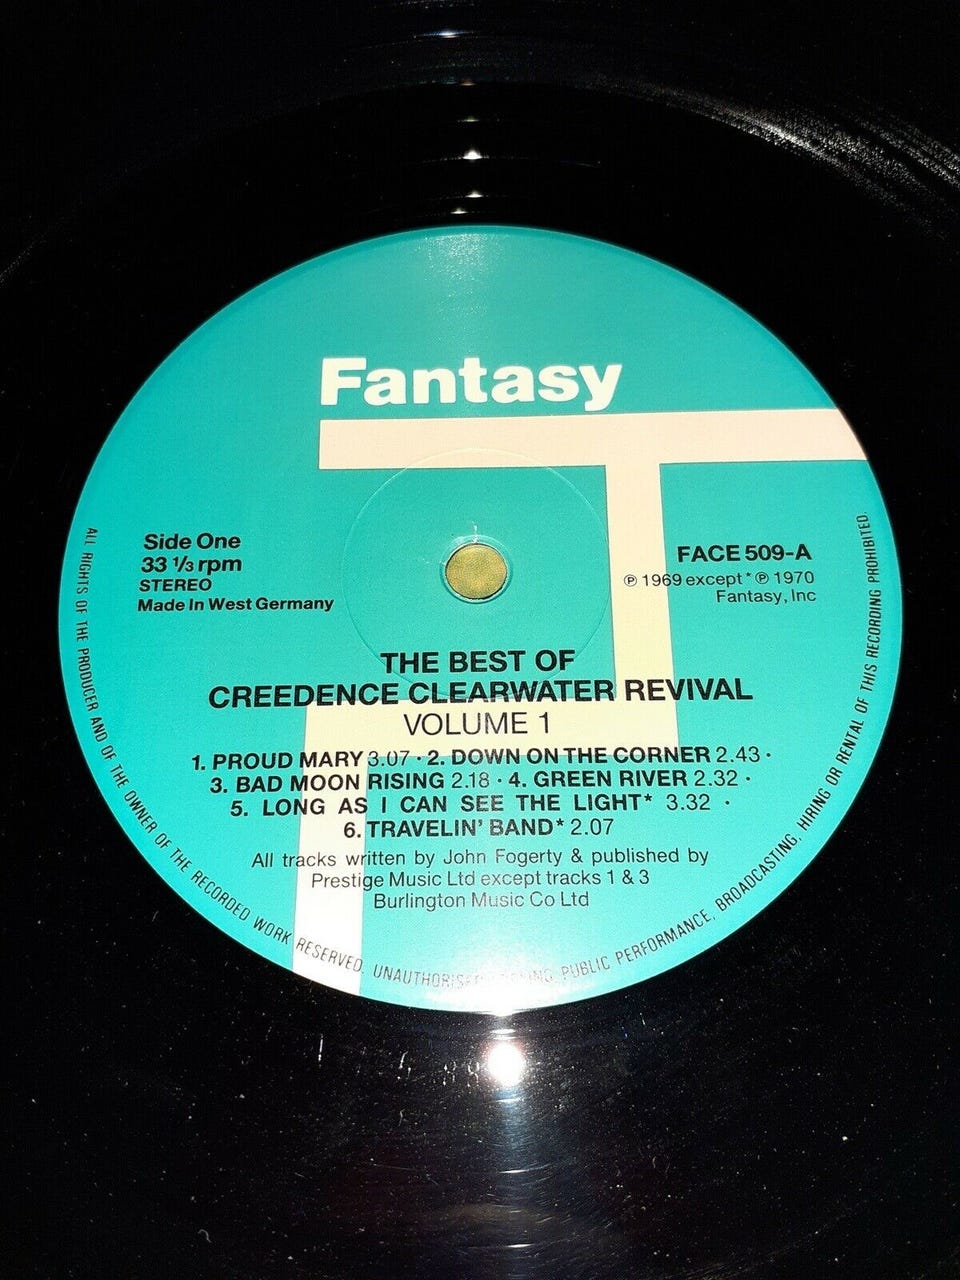 Fantasy
Side One
33 ⅓ rpm
STEREO
Made In West Germany
FACE 509-A
℗ 1969 except * ℗ 1970
Fantasy, Inc
THE BEST OF
CREEDENCE CLEARWATER REVIVAL
VOLUME 1
1. PROUD MARY 3.07 · 2. DOWN ON THE CORNER 2.43 ·
3. BAD MOON RISING 2.18 · 4. GREEN RIVER 2.32 ·
5. LONG AS I CAN SEE THE LIGHT* 3.32 ·
6. TRAVELIN' BAND* 2.07
All tracks written by John Fogerty & published by
Prestige Music Ltd except tracks 1 & 3
Burlington Music Co Ltd
ALL RIGHTS OF THE PRODUCER AND OF THE OWNER OF THE RECORDED WORK RESERVED. UNAUTHORISED PUBLIC PERFORMANCE, BROADCASTING, HIRING OR RENTAL OF THIS RECORDING PROHIBITED.